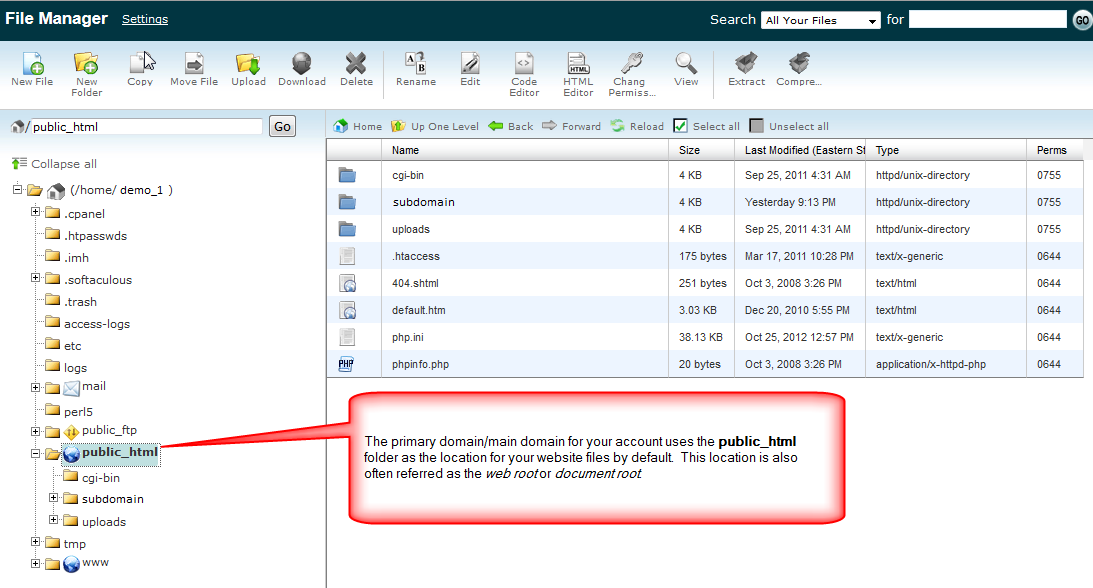 File Manager Settings Search All Your Files for GO
New File New Folder Copy Move File Upload Download Delete Rename Edit Code Editor HTML Editor Chang Permiss... View Extract Compre...
/ public_html Go
Home Up One Level Back Forward Reload Select all Unselect all
Collapse all
(/home/ demo_1 )
.cpanel
.htpasswds
.imh
.softaculous
.trash
access-logs
etc
logs
mail
perl5
public_ftp
public_html
cgi-bin
subdomain
uploads
tmp
www
Name Size Last Modified (Eastern St Type Perms
cgi-bin 4 KB Sep 25, 2011 4:31 AM httpd/unix-directory 0755
subdomain 4 KB Yesterday 9:13 PM httpd/unix-directory 0755
uploads 4 KB Sep 25, 2011 4:31 AM httpd/unix-directory 0755
.htaccess 175 bytes Mar 17, 2011 10:28 PM text/x-generic 0644
404.shtml 251 bytes Oct 3, 2008 3:26 PM text/html 0644
default.htm 3.03 KB Dec 20, 2010 5:55 PM text/html 0644
php.ini 38.13 KB Oct 25, 2012 12:57 PM text/x-generic 0644
PHP phpinfo.php 20 bytes Oct 3, 2008 3:26 PM application/x-httpd-php 0644
The primary domain/main domain for your account uses the public_html
folder as the location for your website files by default. This location is also
often referred as the web root or document root